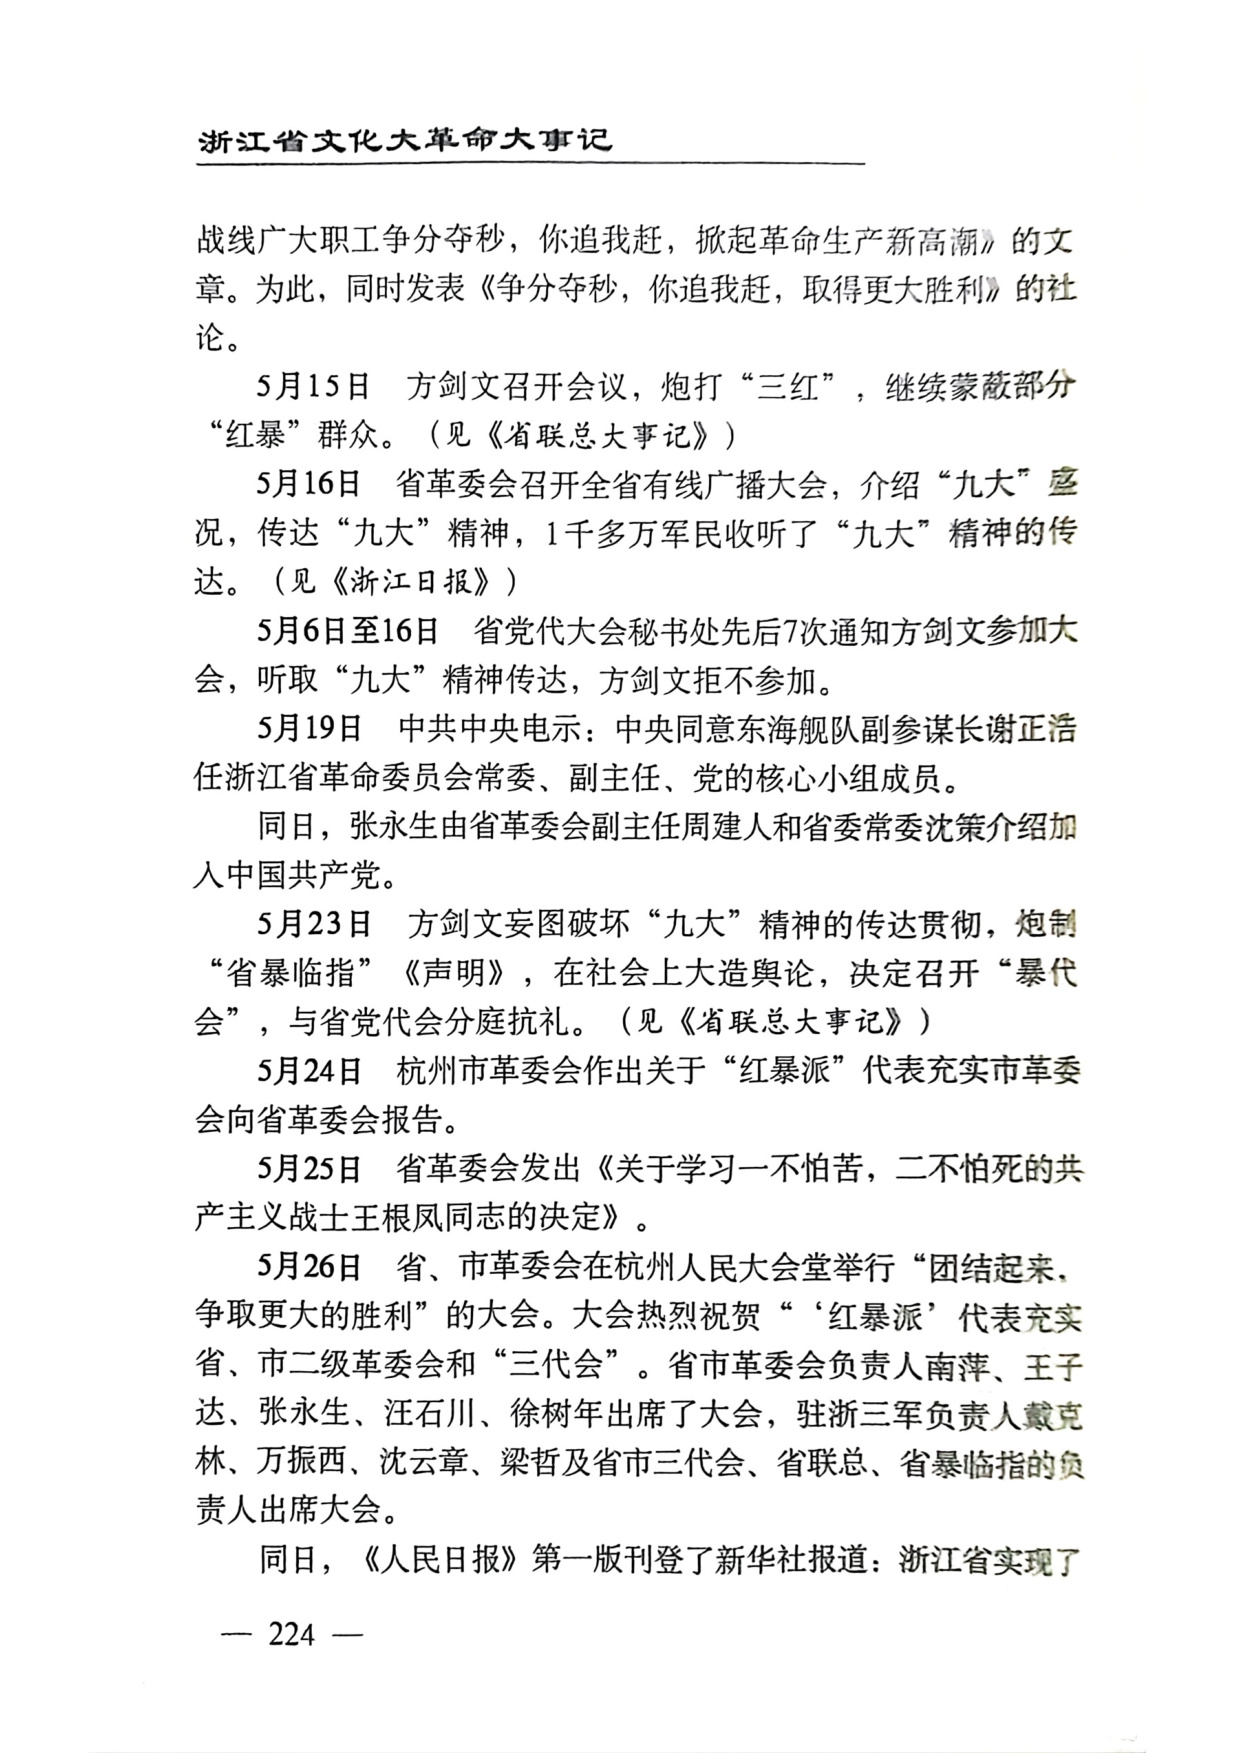 浙江省文化大革命大事记
战线广大职工争分夺秒，你追我赶，掀起革命生产新高潮》的文
章。为此，同时发表《争分夺秒，你追我赶，取得更大胜利》的社
论。
5月15日　方剑文召开会议，炮打“三红”，继续蒙蔽部分
“红暴”群众。（见《省联总大事记》）
5月16日　省革委会召开全省有线广播大会，介绍“九大”盛
况，传达“九大”精神，1千多万军民收听了“九大”精神的传
达。（见《浙江日报》）
5月6日至16日　省党代大会秘书处先后7次通知方剑文参加大
会，听取“九大”精神传达，方剑文拒不参加。
5月19日　中共中央电示：中央同意东海舰队副参谋长谢正浩
任浙江省革命委员会常委、副主任、党的核心小组成员。
同日，张永生由省革委会副主任周建人和省委常委沈策介绍加
入中国共产党。
5月23日　方剑文妄图破坏“九大”精神的传达贯彻，炮制
“省暴临指”《声明》，在社会上大造舆论，决定召开“暴代
会”，与省党代会分庭抗礼。（见《省联总大事记》）
5月24日　杭州市革委会作出关于“红暴派”代表充实市革委
会向省革委会报告。
5月25日　省革委会发出《关于学习一不怕苦，二不怕死的共
产主义战士王根凤同志的决定》。
5月26日　省、市革委会在杭州人民大会堂举行“团结起来，
争取更大的胜利”的大会。大会热烈祝贺“‘红暴派’代表充实
省、市二级革委会和“三代会”。省市革委会负责人南萍、王子
达、张永生、汪石川、徐树年出席了大会，驻浙三军负责人戴克
林、万振西、沈云章、梁哲及省市三代会、省联总、省暴临指的负
责人出席大会。
同日，《人民日报》第一版刊登了新华社报道：浙江省实现了
— 224 —